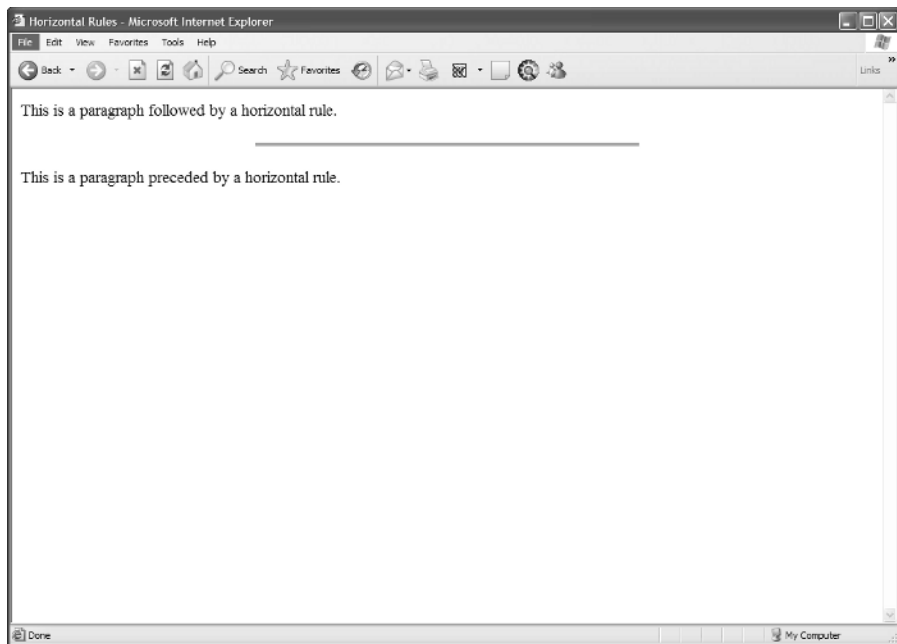 Horizontal Rules - Microsoft Internet Explorer
File Edit View Favorites Tools Help
Back Search Favorites Links »
This is a paragraph followed by a horizontal rule.
This is a paragraph preceded by a horizontal rule.
Done My Computer